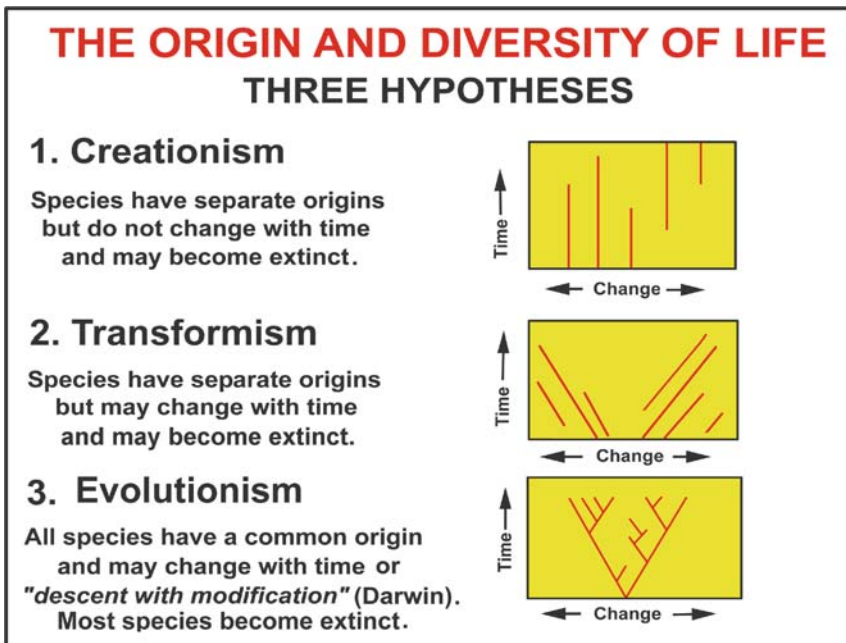 THE ORIGIN AND DIVERSITY OF LIFE
THREE HYPOTHESES
1. Creationism
Species have separate origins
but do not change with time
and may become extinct.
Time
Change
2. Transformism
Species have separate origins
but may change with time
and may become extinct.
Time
Change
3. Evolutionism
All species have a common origin
and may change with time or
"descent with modification" (Darwin).
Most species become extinct.
Time
Change